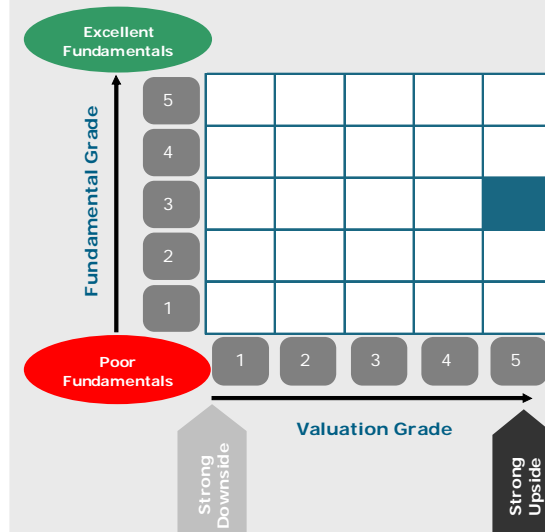 Excellent
Fundamentals
Fundamental Grade
5
4
3
2
1
Poor
Fundamentals
1
2
3
4
5
Valuation Grade
Strong
Downside
Strong
Upside